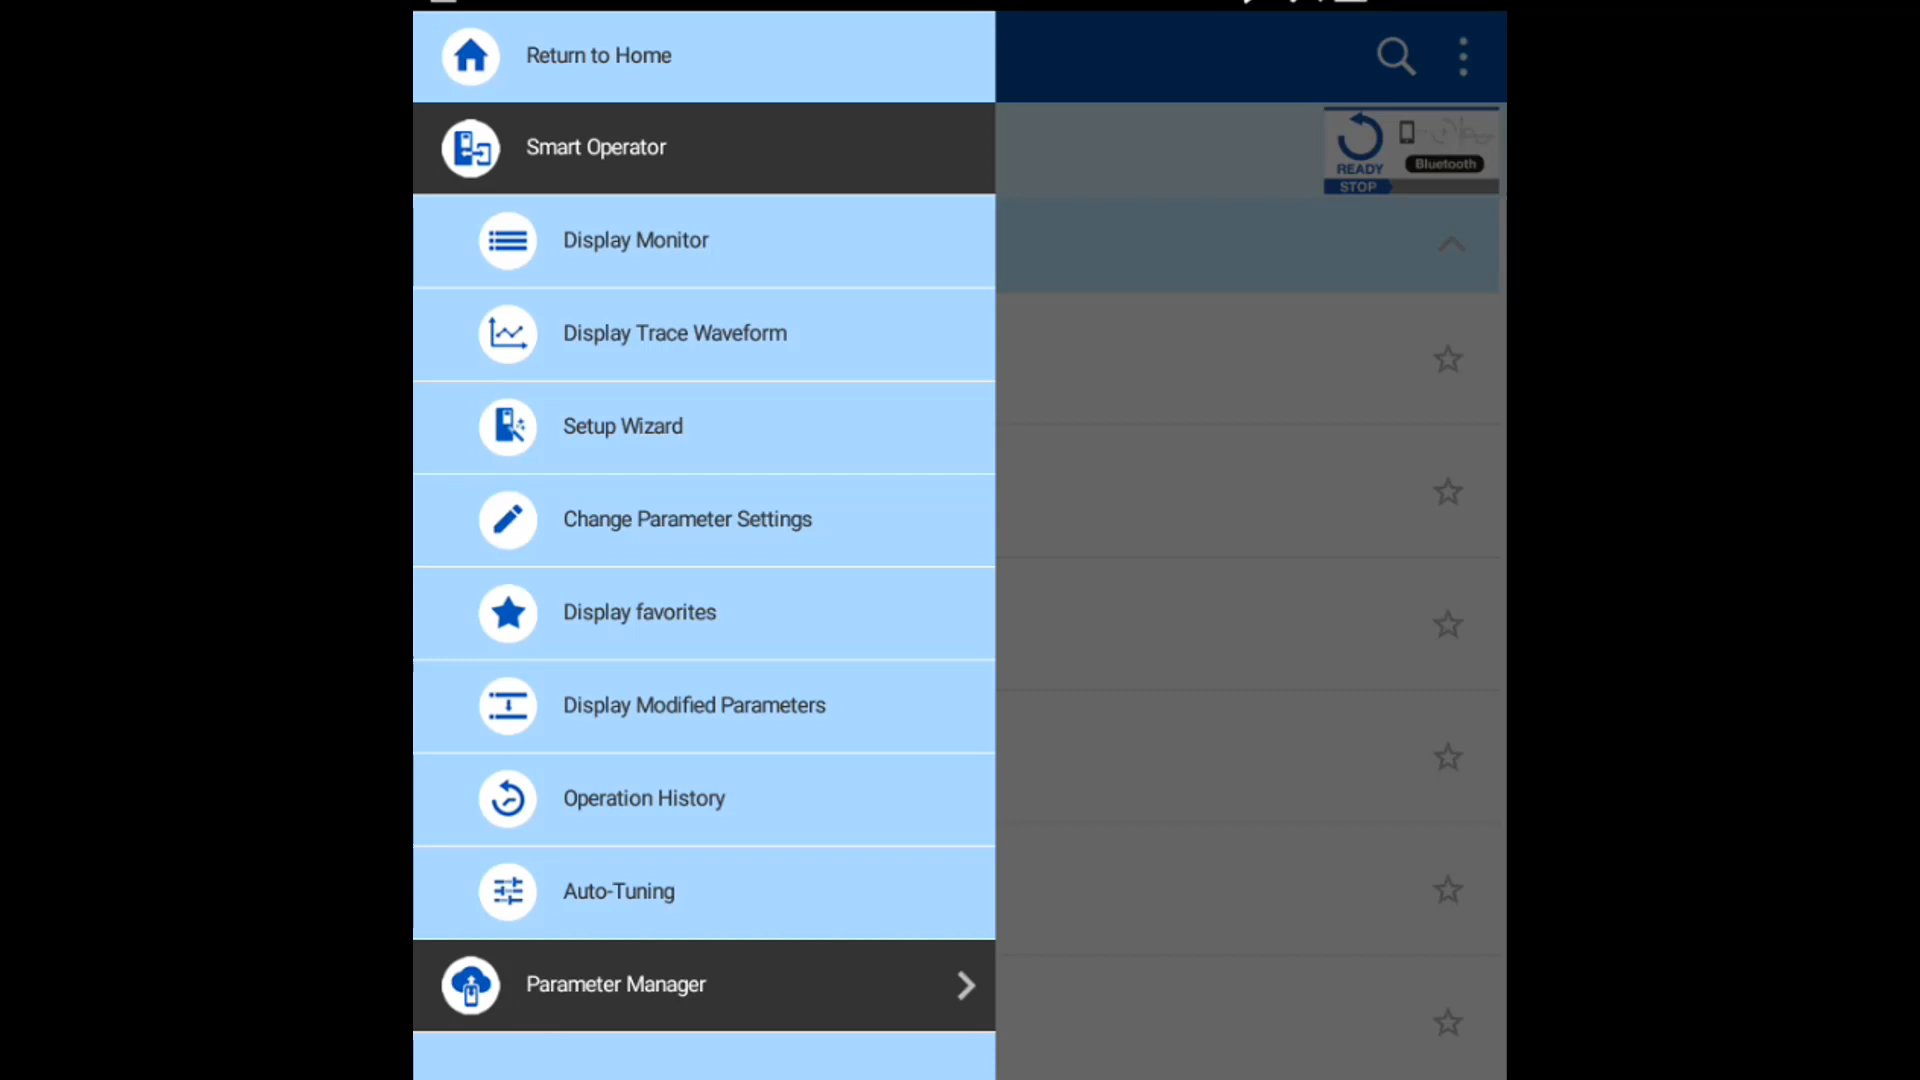 Return to Home
Smart Operator
READY
Bluetooth
STOP
Display Monitor
Display Trace Waveform
Setup Wizard
Change Parameter Settings
Display favorites
Display Modified Parameters
Operation History
Auto-Tuning
Parameter Manager